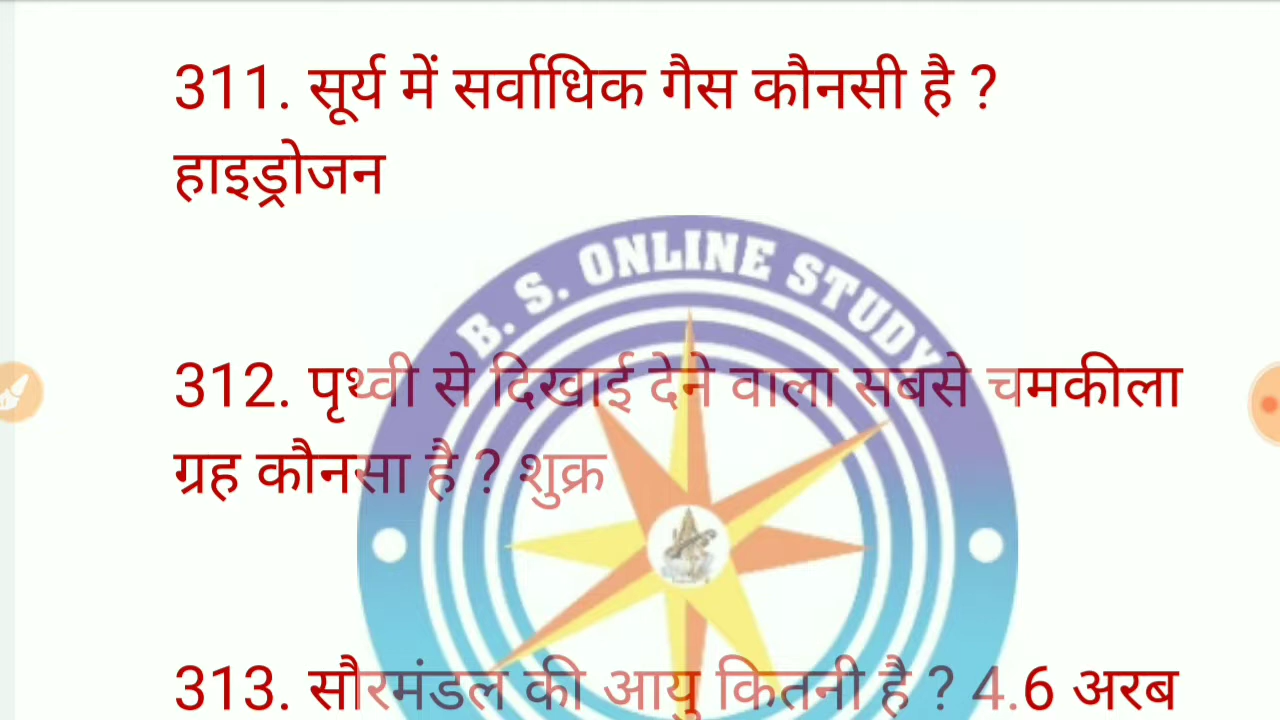 311. सूर्य में सर्वाधिक गैस कौनसी है ?
हाइड्रोजन
B. S. ONLINE STUDY
312. पृथ्वी से दिखाई देने वाला सबसे चमकीला
ग्रह कौनसा है ? शुक्र
313. सौरमंडल की आयु कितनी है ? 4.6 अरब